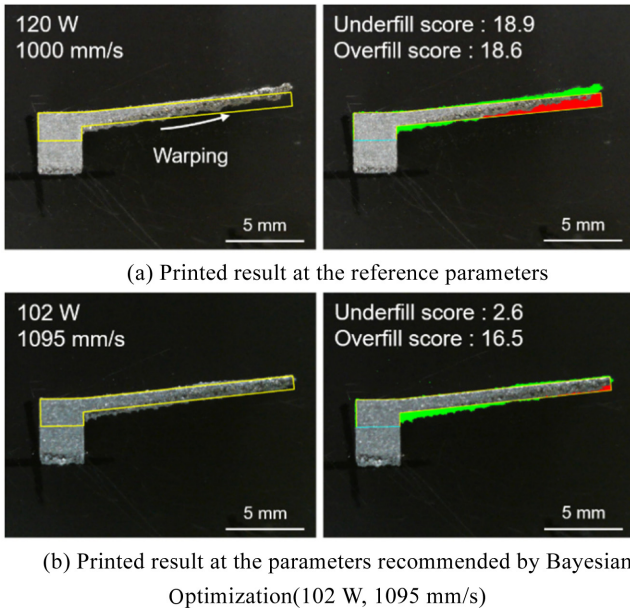 120 W
1000 mm/s
Warping
5 mm
Underfill score : 18.9
Overfill score : 18.6
5 mm
(a) Printed result at the reference parameters
102 W
1095 mm/s
5 mm
Underfill score : 2.6
Overfill score : 16.5
5 mm
(b) Printed result at the parameters recommended by Bayesian
Optimization(102 W, 1095 mm/s)